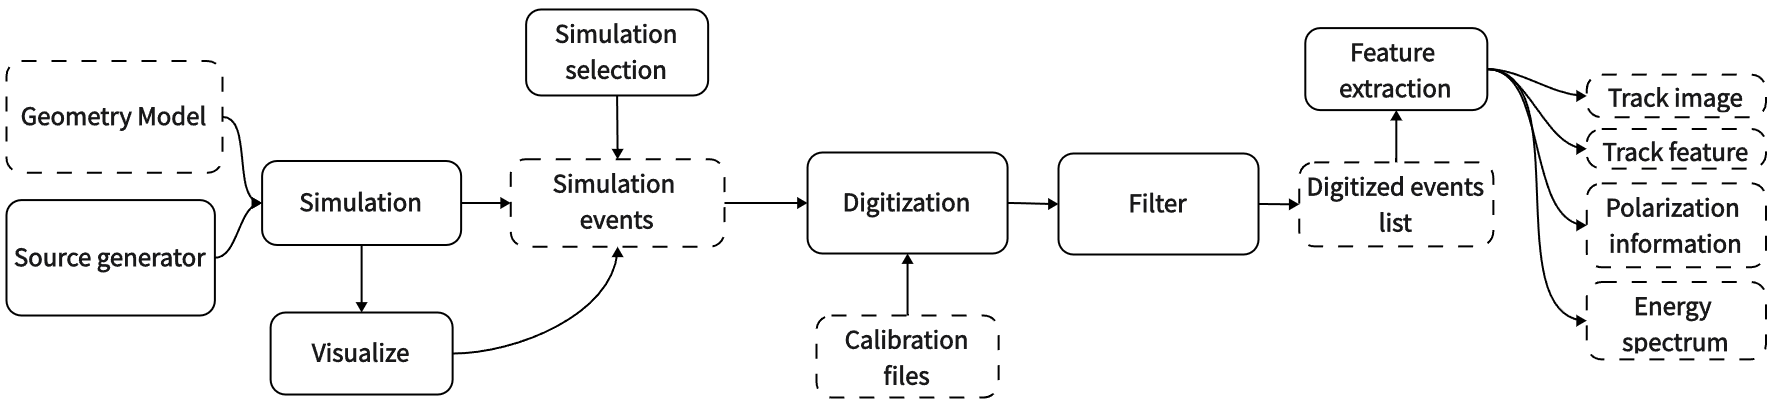 Geometry Model
Source generator
Simulation
Visualize
Simulation
selection
Simulation
events
Digitization
Calibration
files
Filter
Digitized events
list
Feature
extraction
Track image
Track feature
Polarization
information
Energy
spectrum